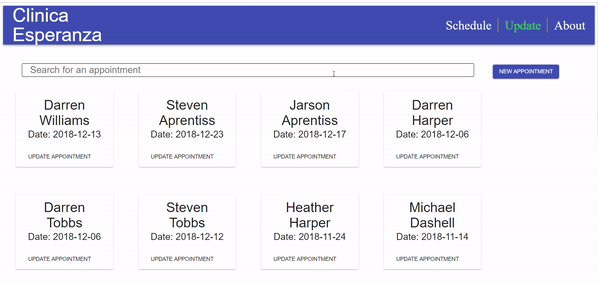 Clinica
Esperanza
Schedule Update About
Search for an appointment
NEW APPOINTMENT
Darren
Williams
Date: 2018-12-13
UPDATE APPOINTMENT
Steven
Aprentiss
Date: 2018-12-23
UPDATE APPOINTMENT
Jarson
Aprentiss
Date: 2018-12-17
UPDATE APPOINTMENT
Darren
Harper
Date: 2018-12-06
UPDATE APPOINTMENT
Darren
Tobbs
Date: 2018-12-06
UPDATE APPOINTMENT
Steven
Tobbs
Date: 2018-12-12
UPDATE APPOINTMENT
Heather
Harper
Date: 2018-11-24
UPDATE APPOINTMENT
Michael
Dashell
Date: 2018-11-14
UPDATE APPOINTMENT